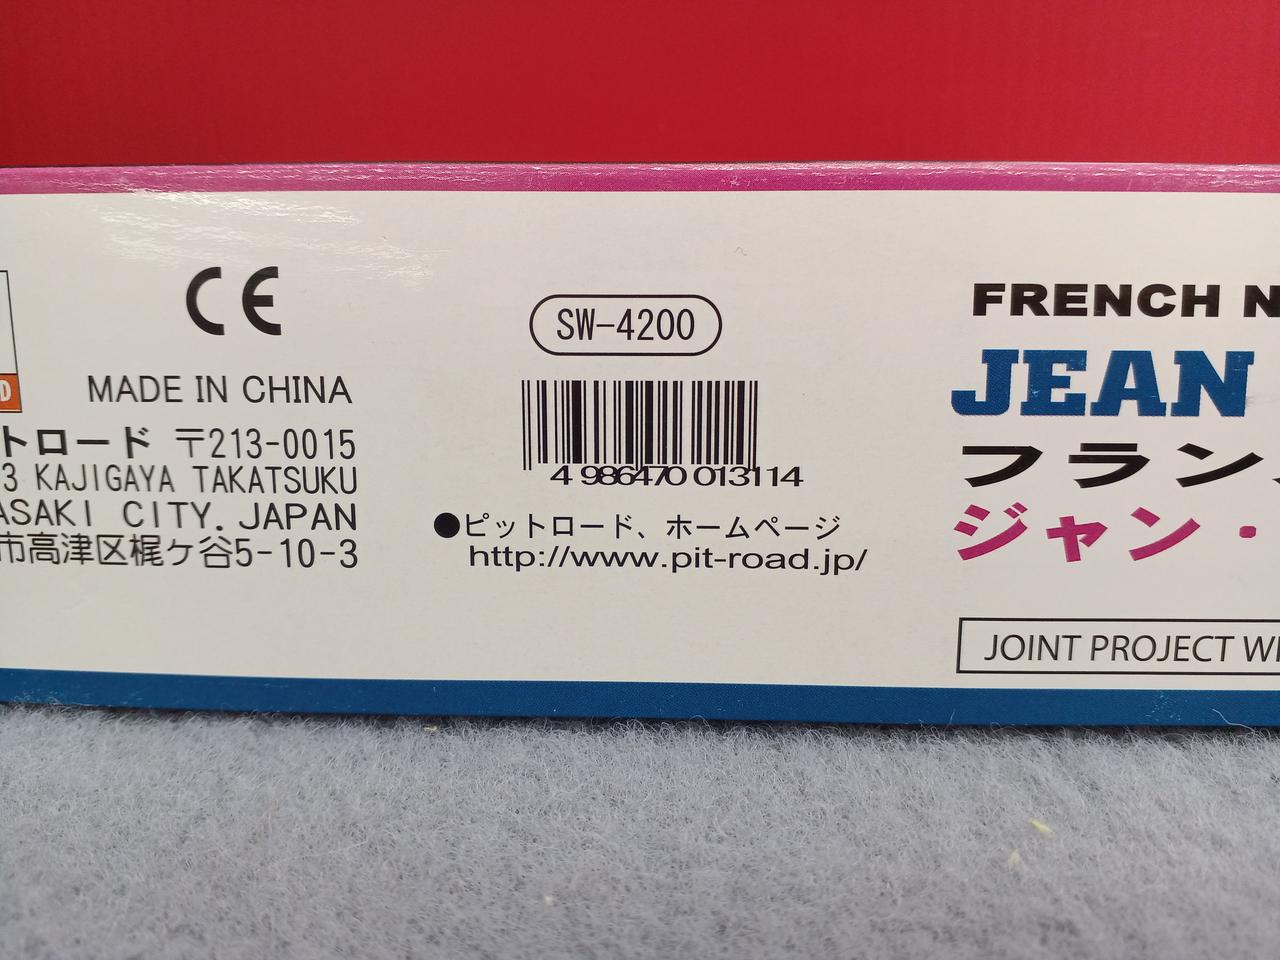 CE
MADE IN CHINA
トロード 〒213-0015
3 KAJIGAYA TAKATSUKU
ASAKI CITY. JAPAN
市高津区梶ヶ谷5-10-3
D
SW-4200
4 986470 013114
●ピットロード、ホームページ
http://www.pit-road.jp/
FRENCH N
JEAN
フラン
ジャン・
JOINT PROJECT WI